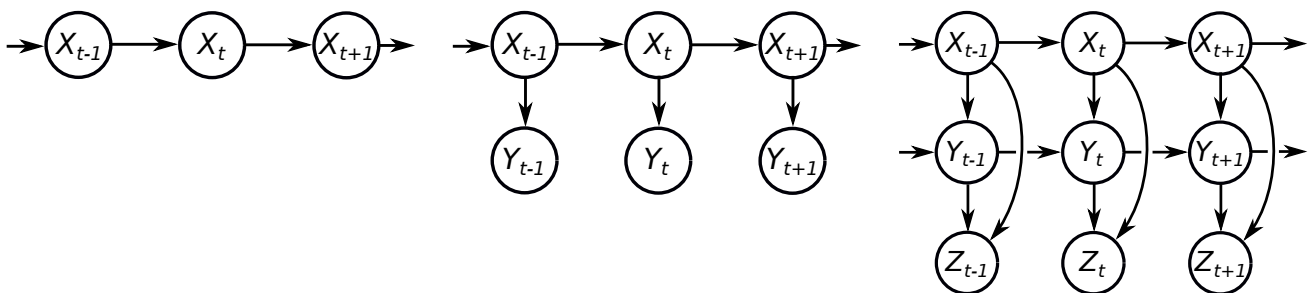 X_{t-1} X_t X_{t+1} X_{t-1} X_t X_{t+1} X_{t-1} X_t X_{t+1}
Y_{t-1} Y_t Y_{t+1} Y_{t-1} Y_t Y_{t+1}
Z_{t-1} Z_t Z_{t+1}